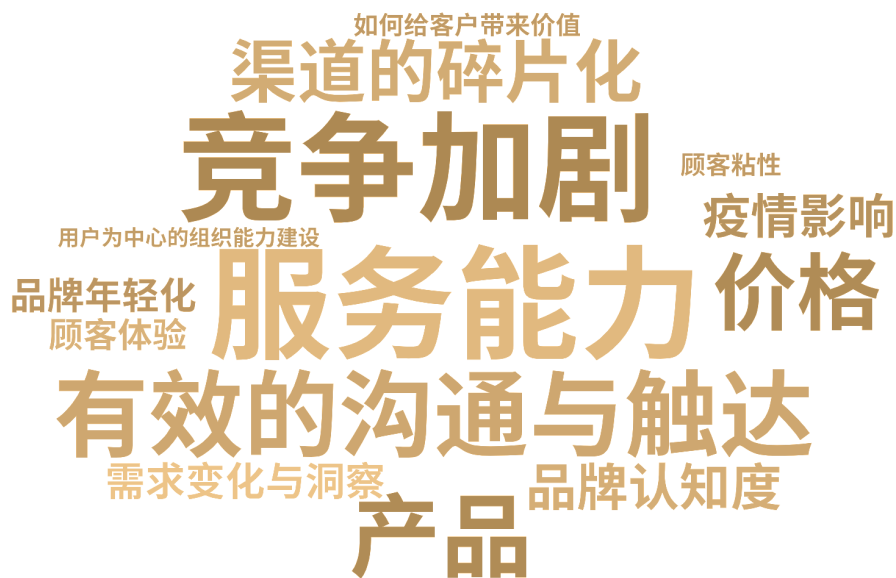 如何给客户带来价值
渠道的碎片化
竞争加剧
顾客粘性
疫情影响
用户为中心的组织能力建设
服务能力
价格
品牌年轻化
顾客体验
有效的沟通与触达
需求变化与洞察
品牌认知度
产品